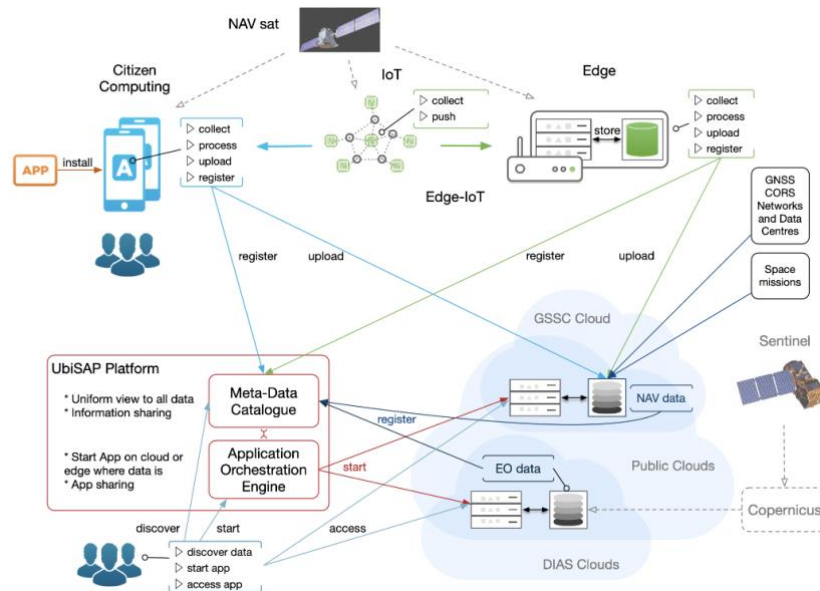 NAV sat
Citizen
Computing
IoT
Edge
▷ collect
▷ push
▷ collect
▷ process
▷ upload
▷ register
▷ collect
▷ process
▷ upload
▷ register
store
APP
install
A
Edge-IoT
GNSS
CORS
Networks
and Data
Centres
register
upload
register
upload
Space
missions
GSSC Cloud
Sentinel
UbiSAP Platform
* Uniform view to all data
* Information sharing
Meta-Data
Catalogue
NAV data
register
* Start App on cloud or
edge where data is
* App sharing
Application
Orchestration
Engine
start
EO data
Public Clouds
Copernicus
discover
start
access
▷ discover data
▷ start app
▷ access app
DIAS Clouds